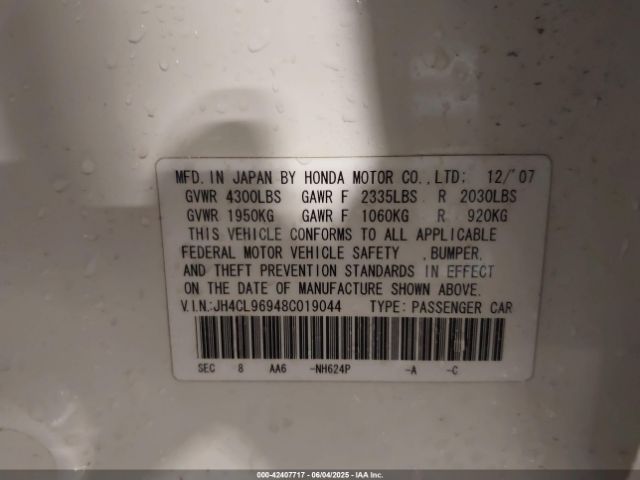 MFD. IN JAPAN BY HONDA MOTOR CO.,LTD: 12/'07
GVWR 4300LBS GAWR F 2335LBS R 2030LBS
GVWR 1950KG GAWR F 1060KG R 920KG
THIS VEHICLE CONFORMS TO ALL APPLICABLE
FEDERAL MOTOR VEHICLE SAFETY ,BUMPER,
AND THEFT PREVENTION STANDARDS IN EFFECT
ON THE DATE OF MANUFACTURE SHOWN ABOVE.
V.I.N:JH4CL96948C019044 TYPE: PASSENGER CAR
SEC 8 AA6 -NH624P -A -C
000-42407717 - 06/04/2025 - IAA Inc.